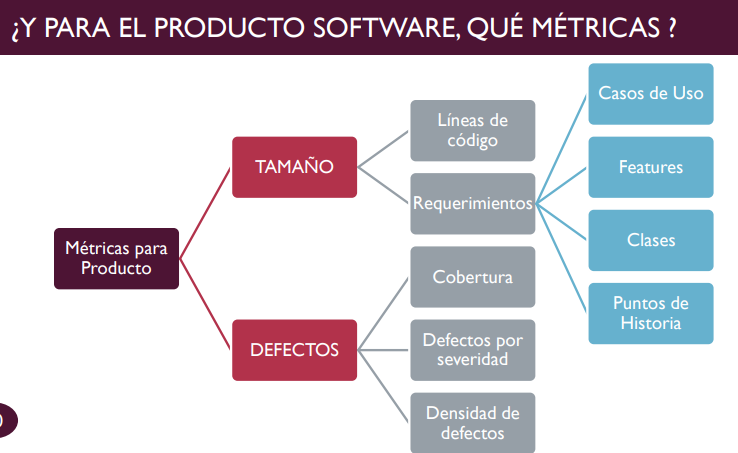 ¿Y PARA EL PRODUCTO SOFTWARE, QUÉ MÉTRICAS ?
Métricas para
Producto
TAMAÑO
Líneas de
código
Requerimientos
Casos de Uso
Features
Clases
Puntos de
Historia
DEFECTOS
Cobertura
Defectos por
severidad
Densidad de
defectos